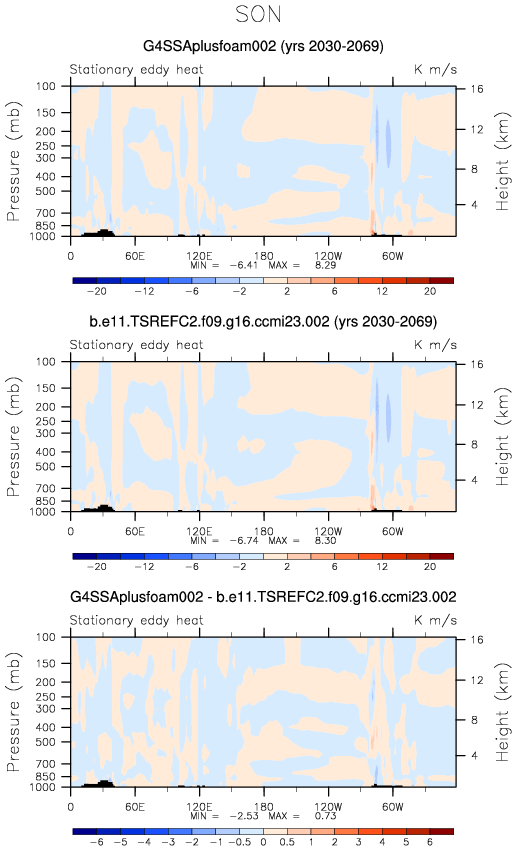 SON
G4SSAplusfoam002 (yrs 2030-2069)
Stationary eddy heat K m/s
Pressure (mb)
100
150
200
250
300
400
500
700
850
1000
16
12
8
4
Height (km)
0 60E 120E 180 120W 60W
MIN = -6.41 MAX = 8.29
-20 -12 -6 -2 2 6 12 20
b.e11.TSREFC2.f09.g16.ccmi23.002 (yrs 2030-2069)
Stationary eddy heat K m/s
Pressure (mb)
100
150
200
250
300
400
500
700
850
1000
16
12
8
4
Height (km)
0 60E 120E 180 120W 60W
MIN = -6.74 MAX = 8.30
-20 -12 -6 -2 2 6 12 20
G4SSAplusfoam002 - b.e11.TSREFC2.f09.g16.ccmi23.002
Stationary eddy heat K m/s
Pressure (mb)
100
150
200
250
300
400
500
700
850
1000
16
12
8
4
Height (km)
0 60E 120E 180 120W 60W
MIN = -2.53 MAX = 0.73
-6 -5 -4 -3 -2 -1 -0.5 0 0.5 1 2 3 4 5 6